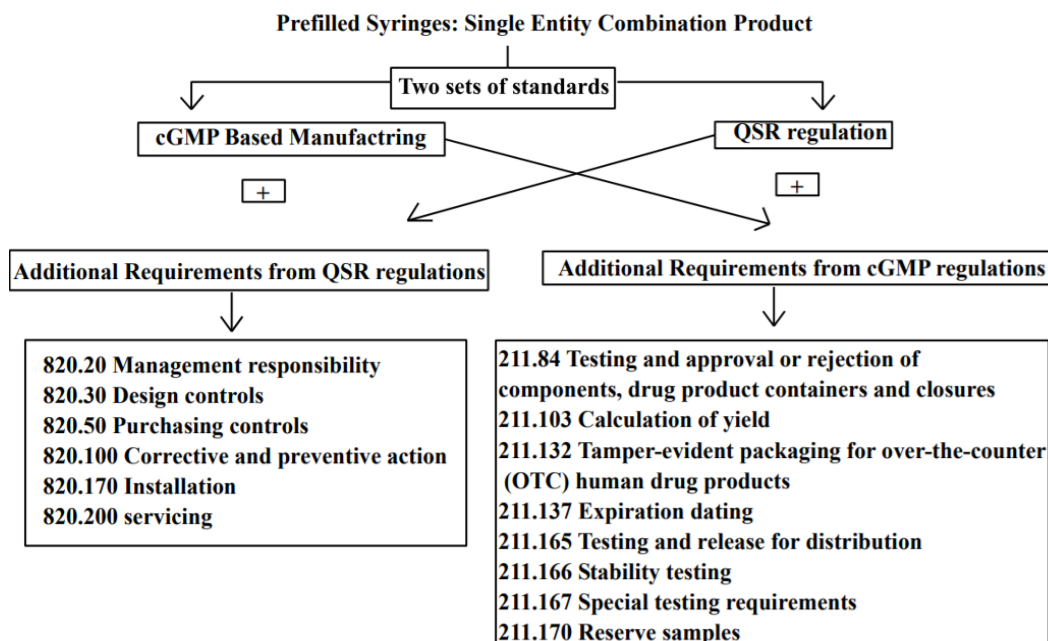 Prefilled Syringes: Single Entity Combination Product
Two sets of standards
cGMP Based Manufactring
QSR regulation
+
+
Additional Requirements from QSR regulations
Additional Requirements from cGMP regulations
820.20 Management responsibility
820.30 Design controls
820.50 Purchasing controls
820.100 Corrective and preventive action
820.170 Installation
820.200 servicing
211.84 Testing and approval or rejection of
components, drug product containers and closures
211.103 Calculation of yield
211.132 Tamper-evident packaging for over-the-counter
(OTC) human drug products
211.137 Expiration dating
211.165 Testing and release for distribution
211.166 Stability testing
211.167 Special testing requirements
211.170 Reserve samples